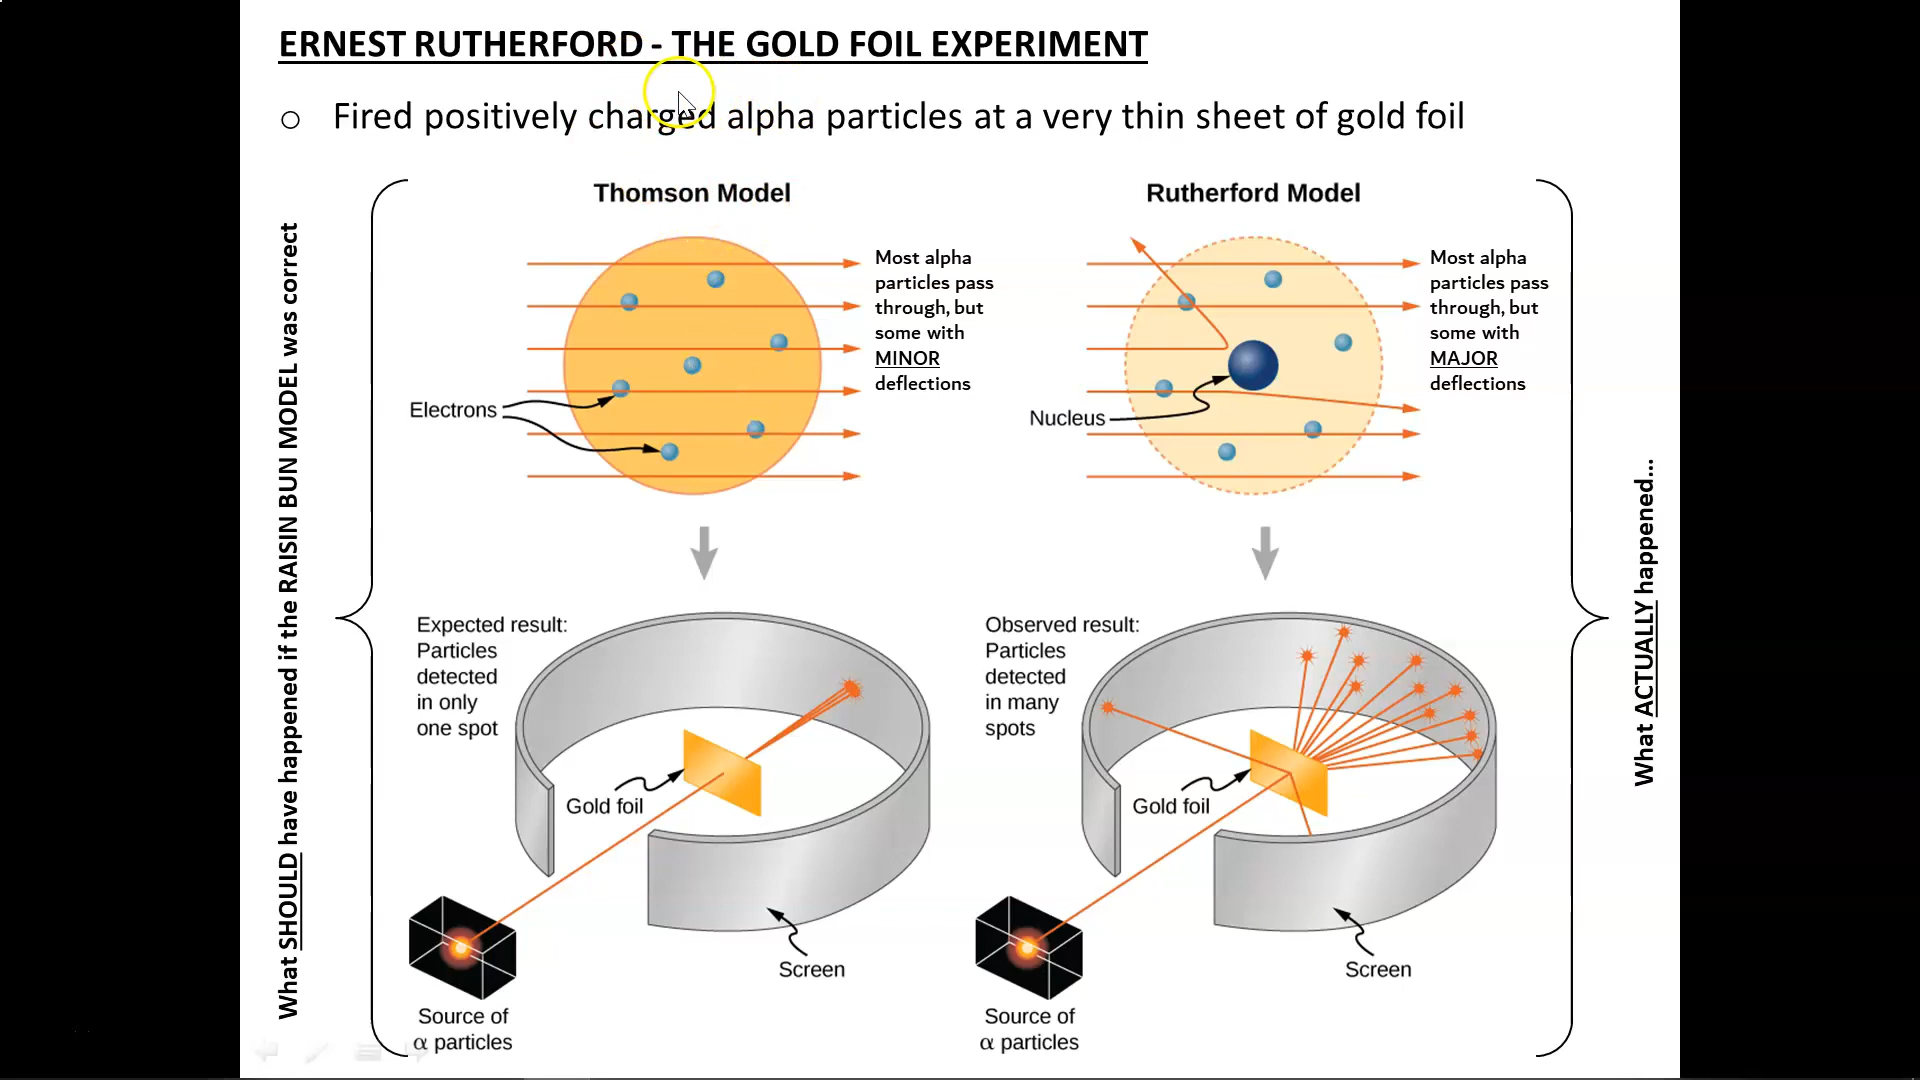 ERNEST RUTHERFORD - THE GOLD FOIL EXPERIMENT
o Fired positively charged alpha particles at a very thin sheet of gold foil
What SHOULD have happened if the RAISIN BUN MODEL was correct
Thomson Model
Most alpha
particles pass
through, but
some with
MINOR
deflections
Electrons
Expected result:
Particles
detected
in only
one spot
Gold foil
Screen
Source of
α particles
Rutherford Model
Most alpha
particles pass
through, but
some with
MAJOR
deflections
Nucleus
Observed result:
Particles
detected
in many
spots
Gold foil
Screen
Source of
α particles
What ACTUALLY happened...